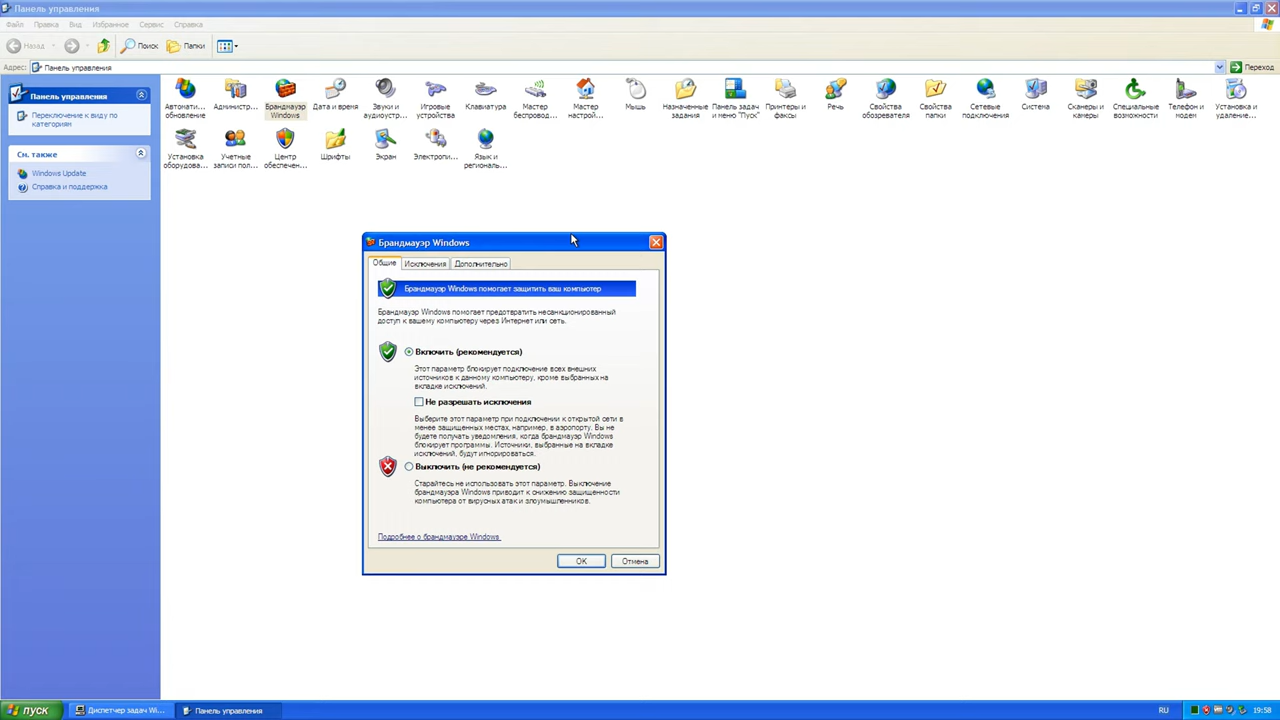 Панель управления
Файл Правка Вид Избранное Сервис Справка
Назад Поиск Папки
Адрес: Панель управления Переход
Панель управления
Переключение к виду по
категориям
См. также
Windows Update
Справка и поддержка
Автомати...
обновление
Администр...
Брандмауэр
Windows
Дата и время
Звуки и
аудиоустр...
Игровые
устройства
Клавиатура
Мастер
беспровод...
Мастер
настрой...
Мышь
Назначенные
задания
Панель задач
и меню "Пуск"
Принтеры и
факсы
Речь
Свойства
обозревателя
Свойства
папки
Сетевые
подключения
Система
Сканеры и
камеры
Специальные
возможности
Телефон и
модем
Установка и
удаление...
Установка
оборудова...
Учетные
записи пол...
Центр
обеспечен...
Шрифты
Экран
Электропи...
Язык и
региональ...
Брандмауэр Windows
Общие Исключения Дополнительно
Брандмауэр Windows помогает защитить ваш компьютер
Брандмауэр Windows помогает предотвратить несанкционированный
доступ к вашему компьютеру через Интернет или сеть.
Включить (рекомендуется)
Этот параметр блокирует подключение всех внешних
источников к данному компьютеру, кроме выбранных на
вкладке исключений.
Не разрешать исключения
Выберите этот параметр при подключении к открытой сети в
менее защищенных местах, например, в аэропорту. Вы не
будете получать уведомления, когда брандмауэр Windows
блокирует программы. Источники, выбранные на вкладке
исключений, будут игнорироваться.
Выключить (не рекомендуется)
Старайтесь не использовать этот параметр. Выключение
брандмауэра Windows приводит к снижению защищенности
компьютера от вирусных атак и злоумышленников.
Подробнее о брандмауэре Windows
OK Отмена
пуск Диспетчер задач Wi... Панель управления RU 19:58